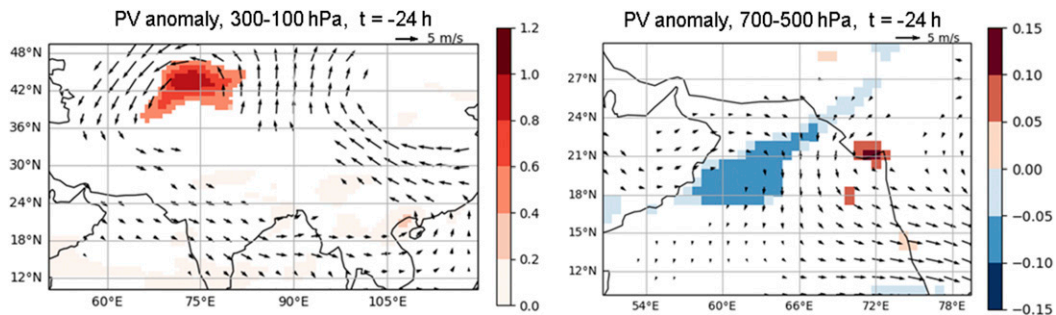 PV anomaly, 300-100 hPa, t = -24 h
5 m/s
48°N
42°N
36°N
30°N
24°N
18°N
12°N
60°E
75°E
90°E
105°E
1.2
1.0
0.8
0.6
0.4
0.2
0.0
PV anomaly, 700-500 hPa, t = -24 h
5 m/s
27°N
24°N
21°N
18°N
15°N
12°N
54°E
60°E
66°E
72°E
78°E
0.15
0.10
0.05
0.00
−0.05
−0.10
−0.15